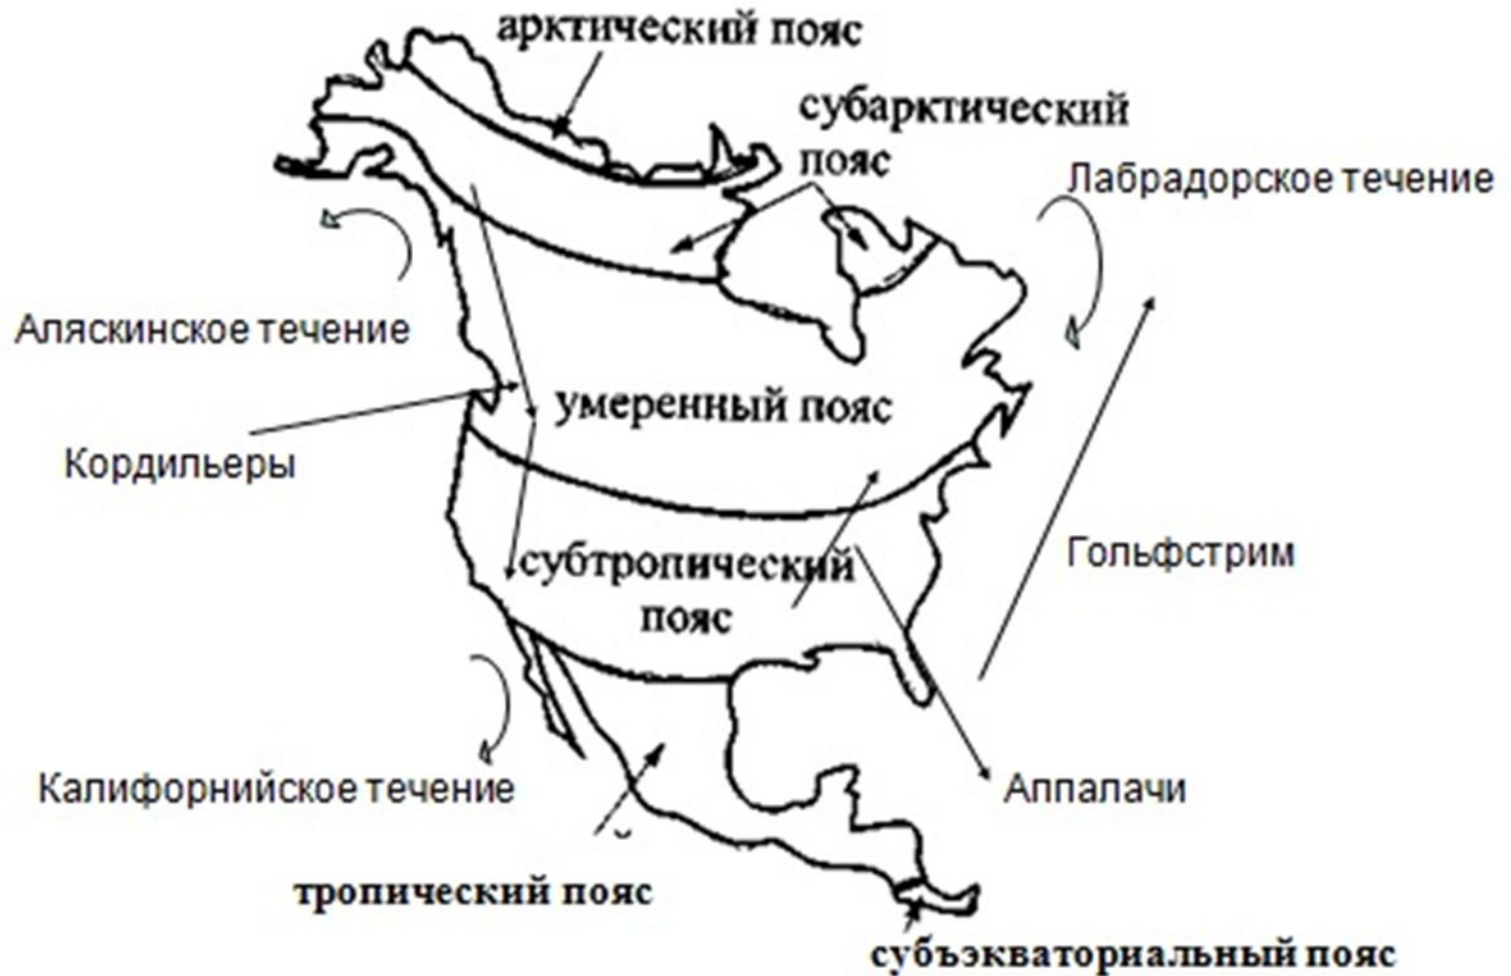 арктический пояс
субарктический
пояс
Лабрадорское течение
Аляскинское течение
умеренный пояс
Кордильеры
субтропический
пояс
Гольфстрим
Калифорнийское течение
Аппалачи
тропический пояс
субъэкваториальный пояс